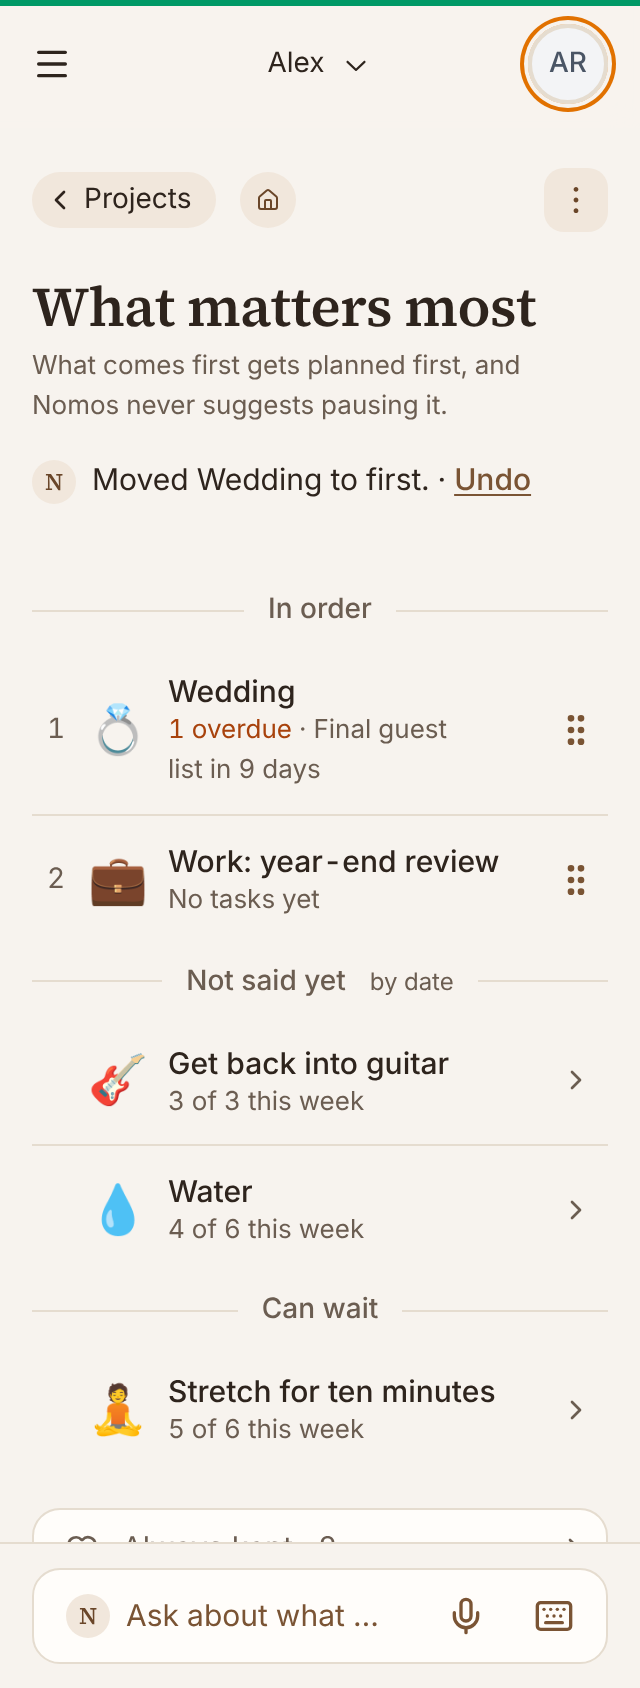 Alex
AR
Projects
What matters most
What comes first gets planned first, and
Nomos never suggests pausing it.
N Moved Wedding to first. · Undo
In order
1
Wedding
1 overdue · Final guest
list in 9 days
2
Work: year-end review
No tasks yet
Not said yet by date
Get back into guitar
3 of 3 this week
Water
4 of 6 this week
Can wait
Stretch for ten minutes
5 of 6 this week
N Ask about what ...